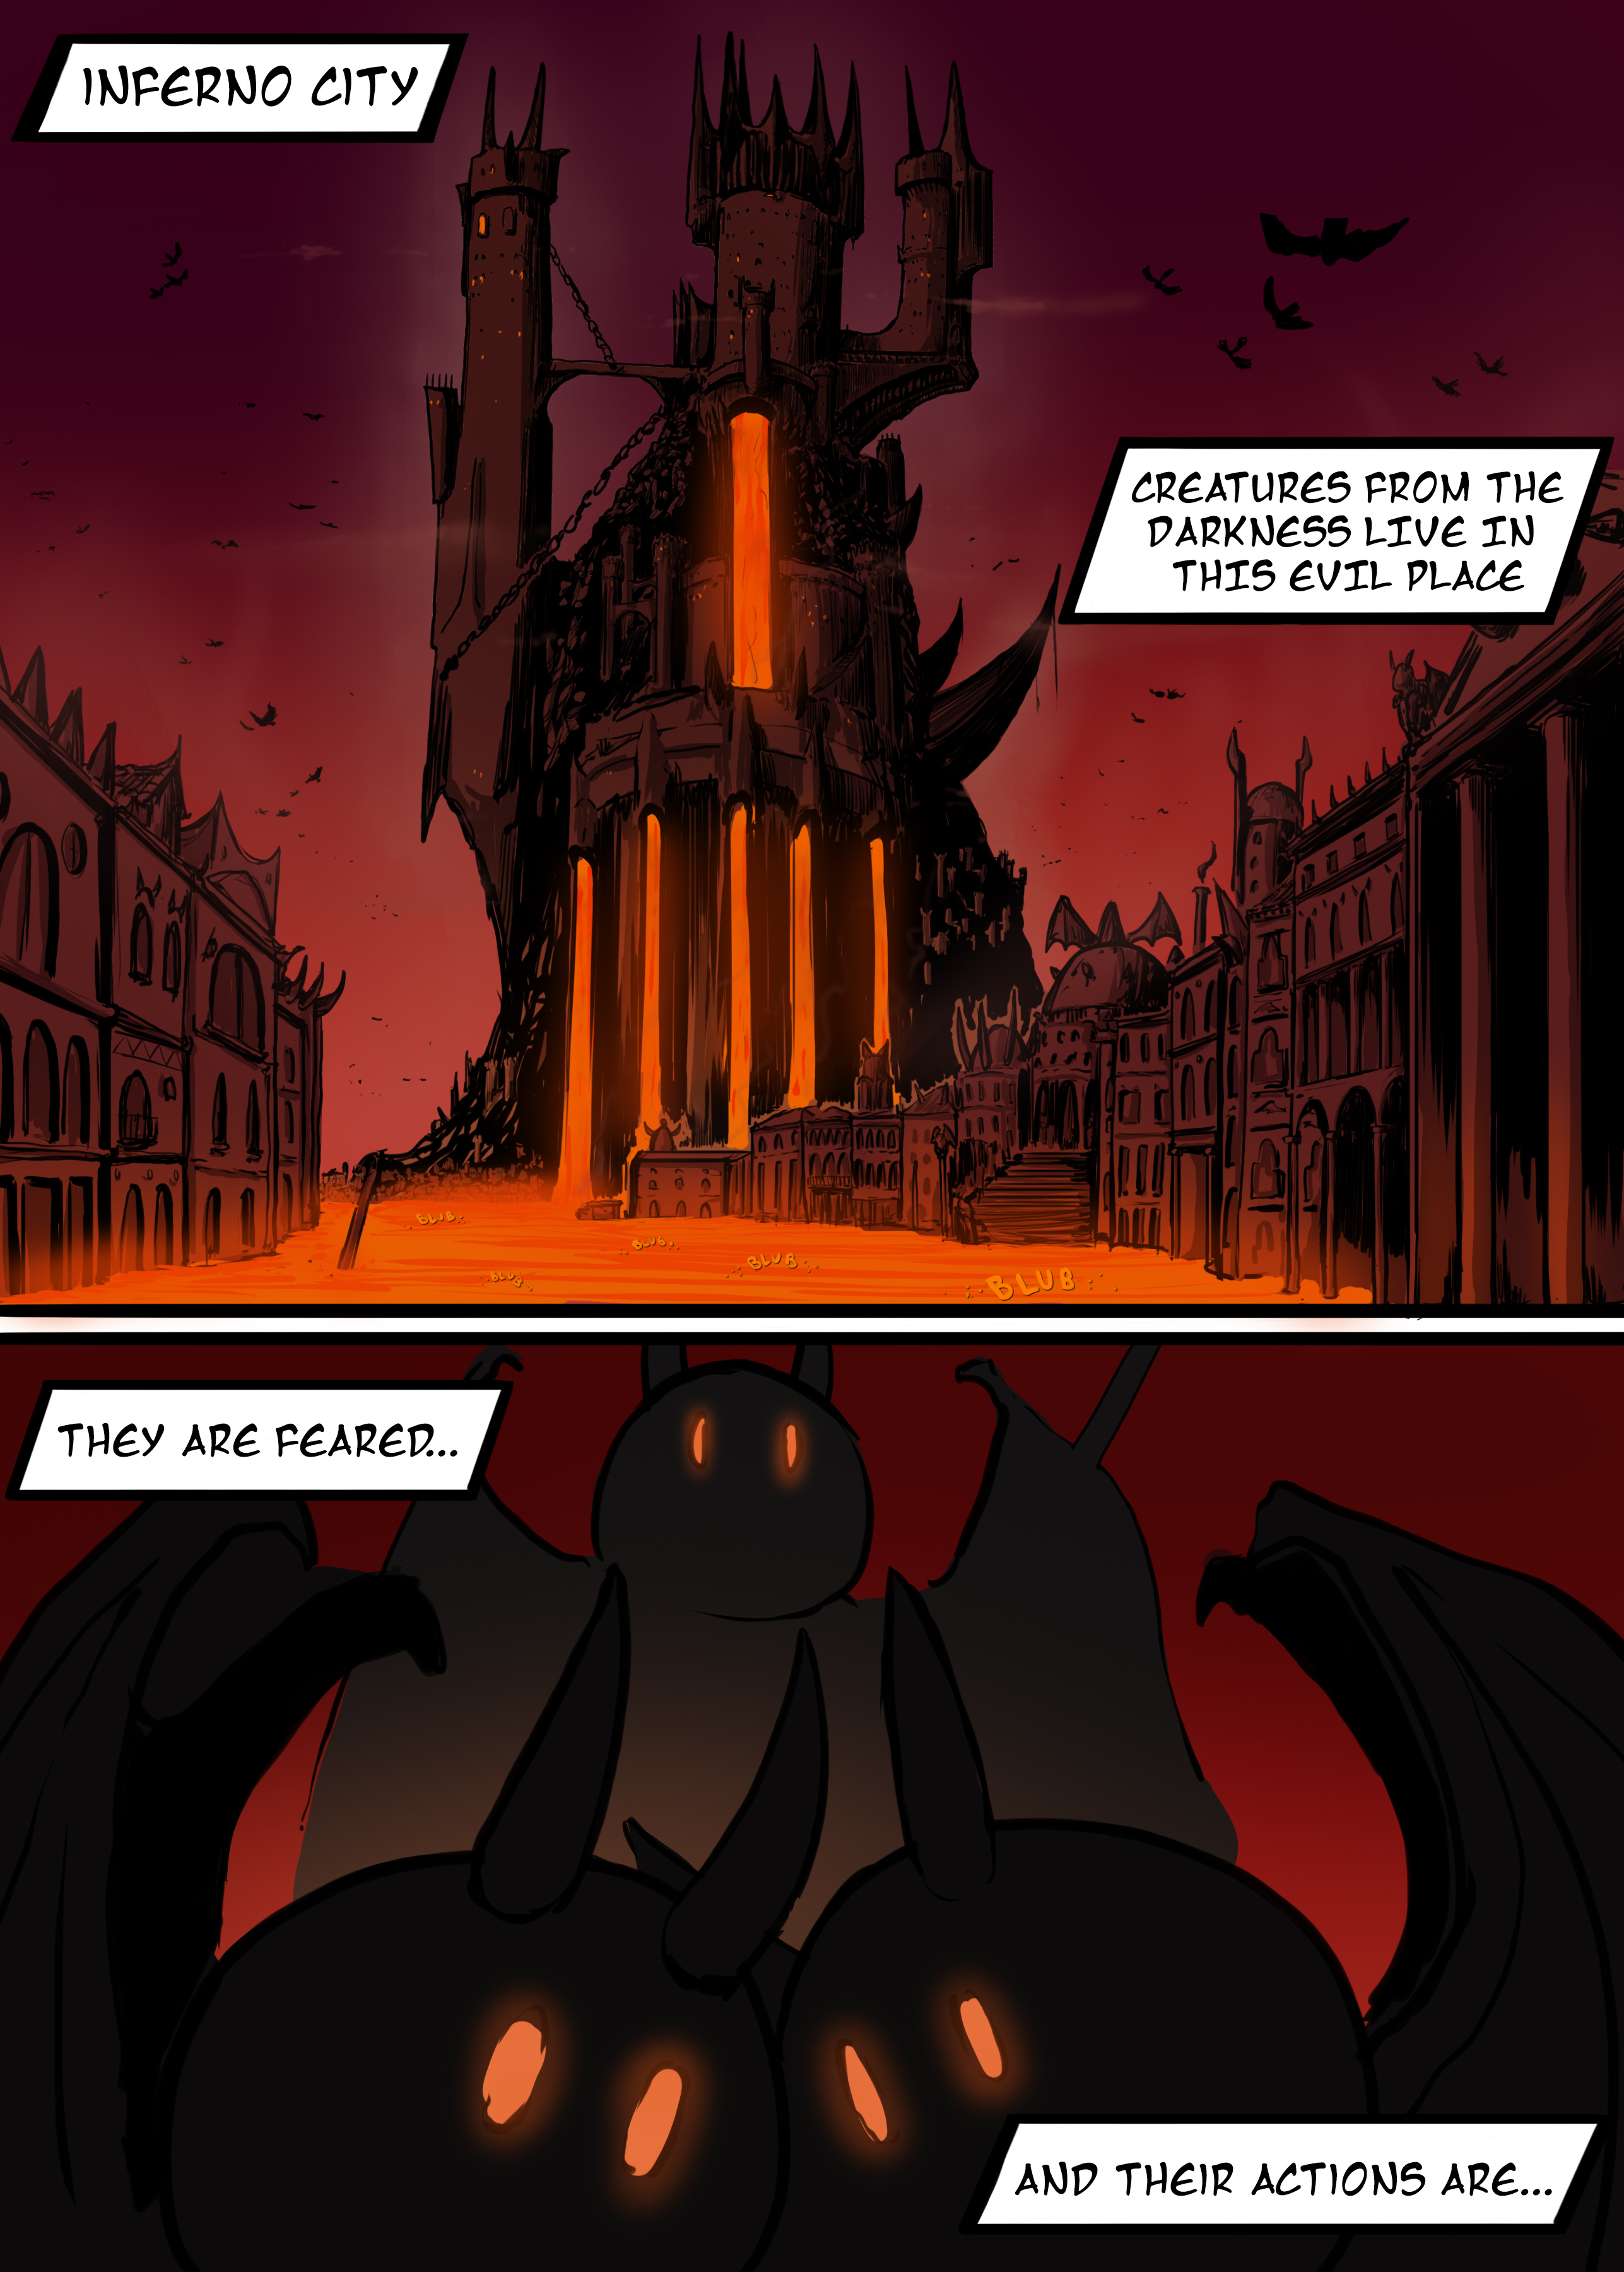 INFERNO CITY
CREATURES FROM THE
DARKNESS LIVE IN
THIS EVIL PLACE
BLUB
BLUB
BLUB
BLUB
BLUB
THEY ARE FEARED...
AND THEIR ACTIONS ARE...